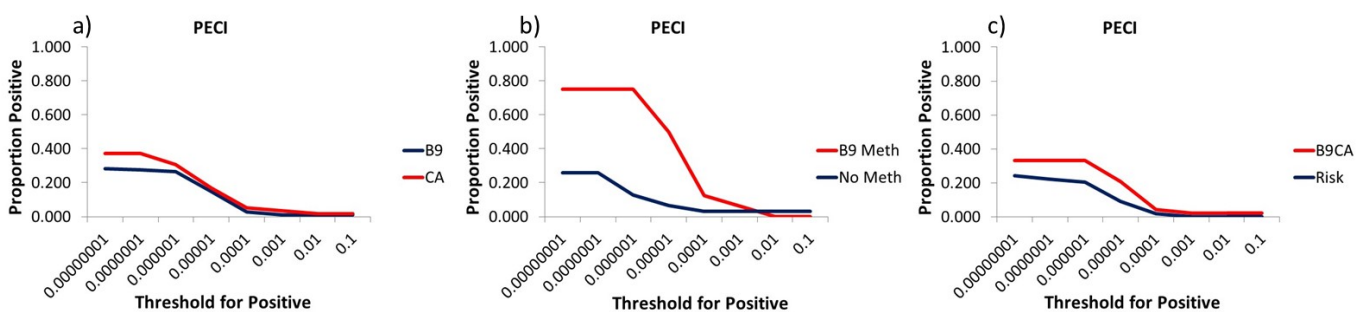 a)
PECI
Proportion Positive
1.000
0.800
0.600
0.400
0.200
0.000
B9
CA
0.00000001
0.0000001
0.000001
0.00001
0.0001
0.001
0.01
0.1
Threshold for Positive
b)
PECI
Proportion Positive
1.000
0.800
0.600
0.400
0.200
0.000
B9 Meth
No Meth
0.00000001
0.0000001
0.000001
0.00001
0.0001
0.001
0.01
0.1
Threshold for Positive
c)
PECI
Proportion Positive
1.000
0.800
0.600
0.400
0.200
0.000
B9CA
Risk
0.00000001
0.0000001
0.000001
0.00001
0.0001
0.001
0.01
0.1
Threshold for Positive